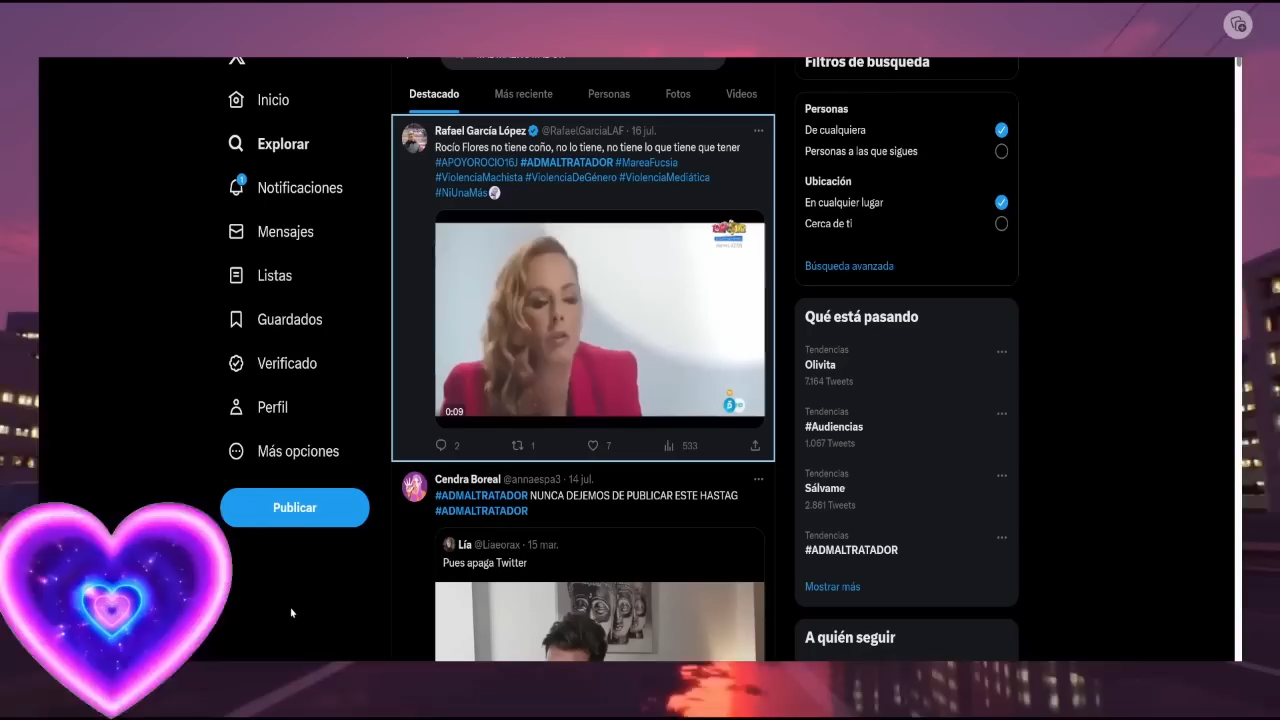 Inicio
Explorar
1
Notificaciones
Mensajes
Listas
Guardados
Verificado
Perfil
Más opciones
Publicar
Destacado
Más reciente
Personas
Fotos
Videos
Rafael García López @RafaelGarciaLAF · 16 jul.
Rocío Flores no tiene coño, no lo tiene, no tiene lo que tiene que tener
#APOYOROCIO16J #ADMALTRATADOR #MareaFucsia
#ViolenciaMachista #ViolenciaDeGénero #ViolenciaMediática
#NiUnaMás
0:09
2
1
7
533
Cendra Boreal @annaespa3 · 14 jul.
#ADMALTRATADOR NUNCA DEJEMOS DE PUBLICAR ESTE HASTAG
#ADMALTRATADOR
Lía @Liaeorax · 15 mar.
Pues apaga Twitter
Filtros de búsqueda
Personas
De cualquiera
Personas a las que sigues
Ubicación
En cualquier lugar
Cerca de ti
Búsqueda avanzada
Qué está pasando
Tendencias
Olivita
7.164 Tweets
Tendencias
#Audiencias
1.067 Tweets
Tendencias
Sálvame
2.861 Tweets
Tendencias
#ADMALTRATADOR
Mostrar más
A quién seguir